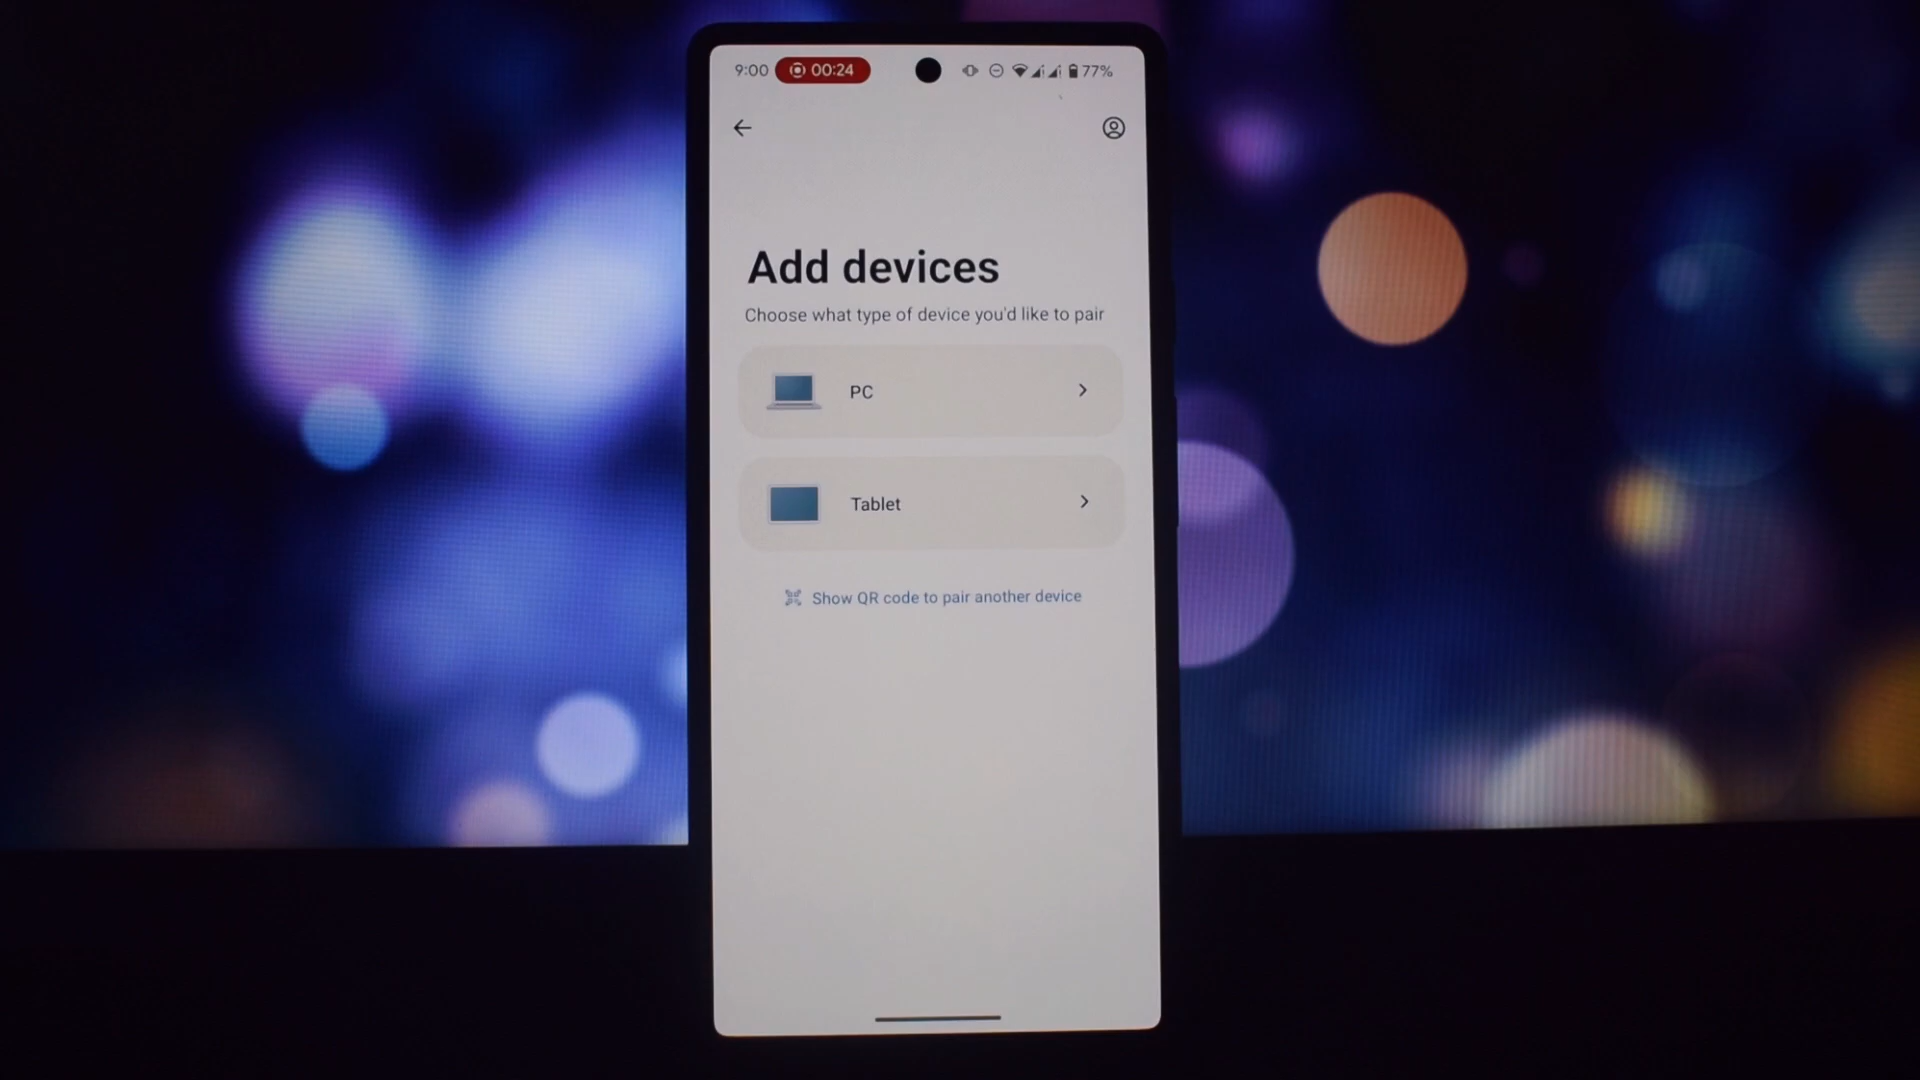 9:00 00:24 77%
Add devices
Choose what type of device you'd like to pair
PC
Tablet
Show QR code to pair another device